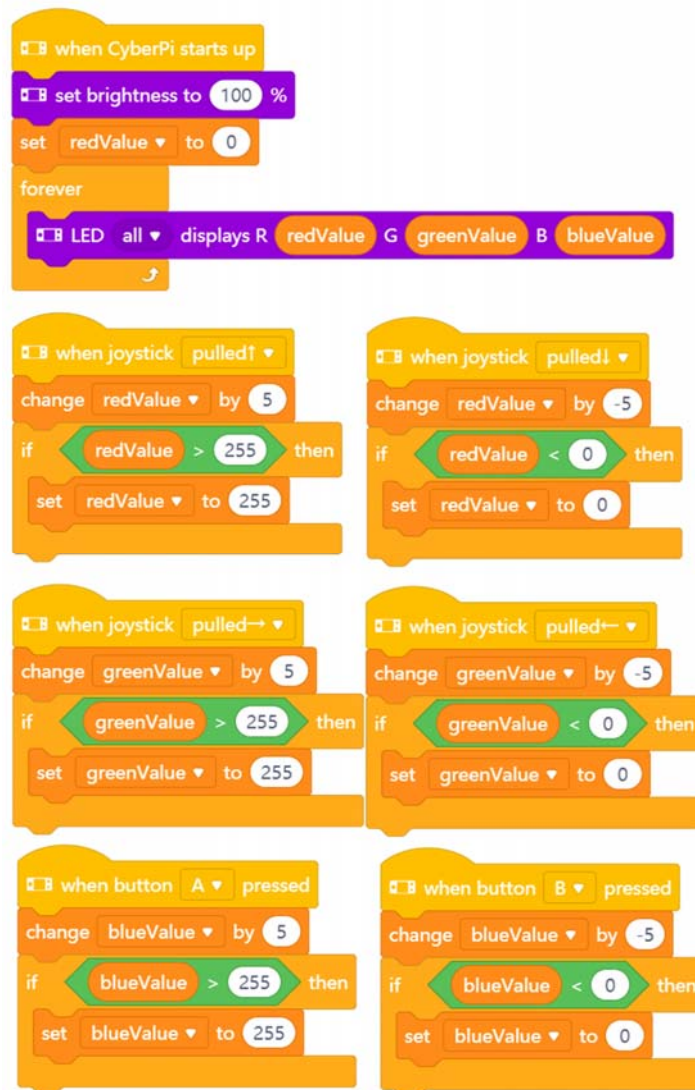 when CyberPi starts up
set brightness to 100 %
set redValue to 0
forever
LED all displays R redValue G greenValue B blueValue
when joystick pulled↑
change redValue by 5
if redValue > 255 then
set redValue to 255
when joystick pulled↓
change redValue by -5
if redValue < 0 then
set redValue to 0
when joystick pulled→
change greenValue by 5
if greenValue > 255 then
set greenValue to 255
when joystick pulled←
change greenValue by -5
if greenValue < 0 then
set greenValue to 0
when button A pressed
change blueValue by 5
if blueValue > 255 then
set blueValue to 255
when button B pressed
change blueValue by -5
if blueValue < 0 then
set blueValue to 0